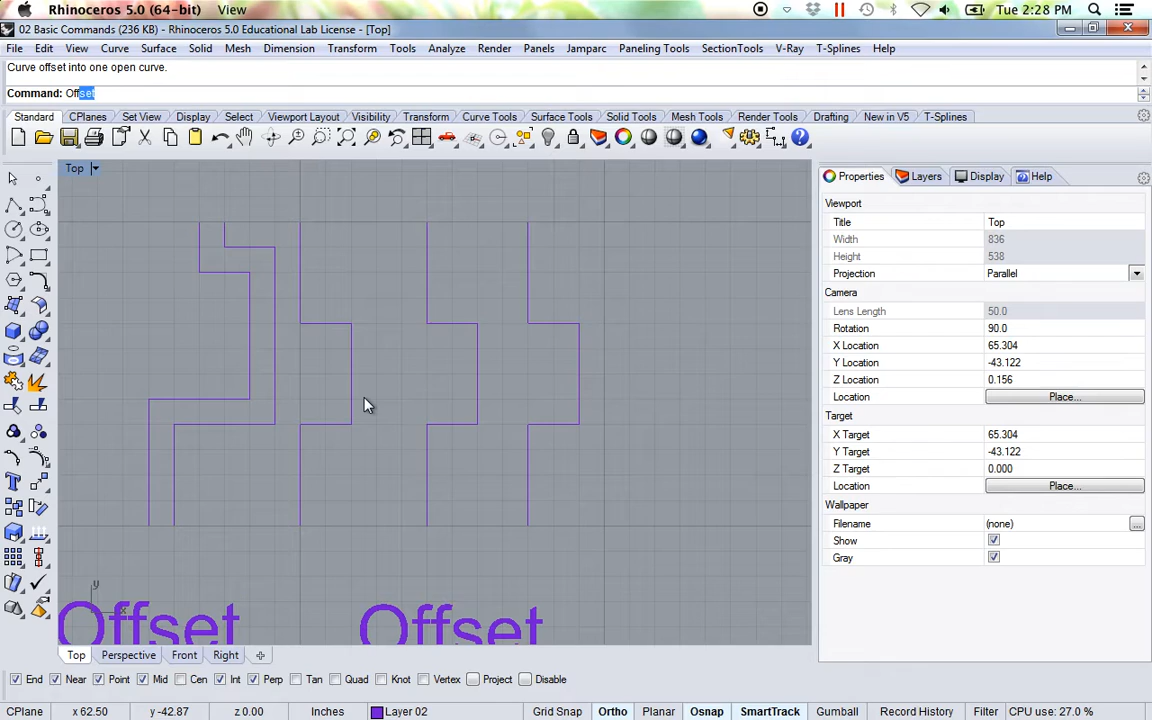 Rhinoceros 5.0 (64-bit) View Tue 2:28 PM
02 Basic Commands (236 KB) - Rhinoceros 5.0 Educational Lab License - [Top]
File Edit View Curve Surface Solid Mesh Dimension Transform Tools Analyze Render Panels Jamparc Paneling Tools SectionTools V-Ray T-Splines Help
Curve offset into one open curve.
Command: Offset
Standard CPlanes Set View Display Select Viewport Layout Visibility Transform Curve Tools Surface Tools Solid Tools Mesh Tools Render Tools Drafting New in V5 T-Splines
Top
Properties Layers Display Help
Viewport
Title Top
Width 836
Height 538
Projection Parallel
Camera
Lens Length 50.0
Rotation 90.0
X Location 65.304
Y Location -43.122
Z Location 0.156
Location Place...
Target
X Target 65.304
Y Target -43.122
Z Target 0.000
Location Place...
Wallpaper
Filename (none) ...
Show
Gray
y
x
Offset Offset
Top Perspective Front Right
End Near Point Mid Cen Int Perp Tan Quad Knot Vertex Project Disable
CPlane x 62.50 y -42.87 z 0.00 Inches Layer 02 Grid Snap Ortho Planar Osnap SmartTrack Gumball Record History Filter CPU use: 27.0 %